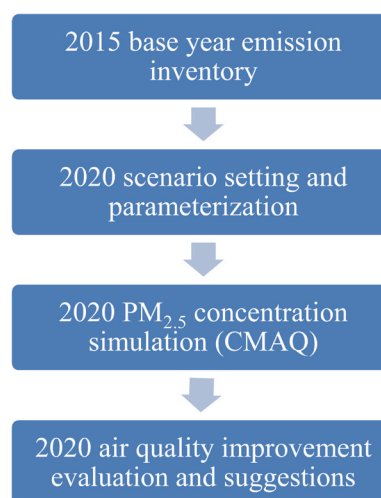 2015 base year emission
inventory
2020 scenario setting and
parameterization
2020 PM₂.₅ concentration
simulation (CMAQ)
2020 air quality improvement
evaluation and suggestions